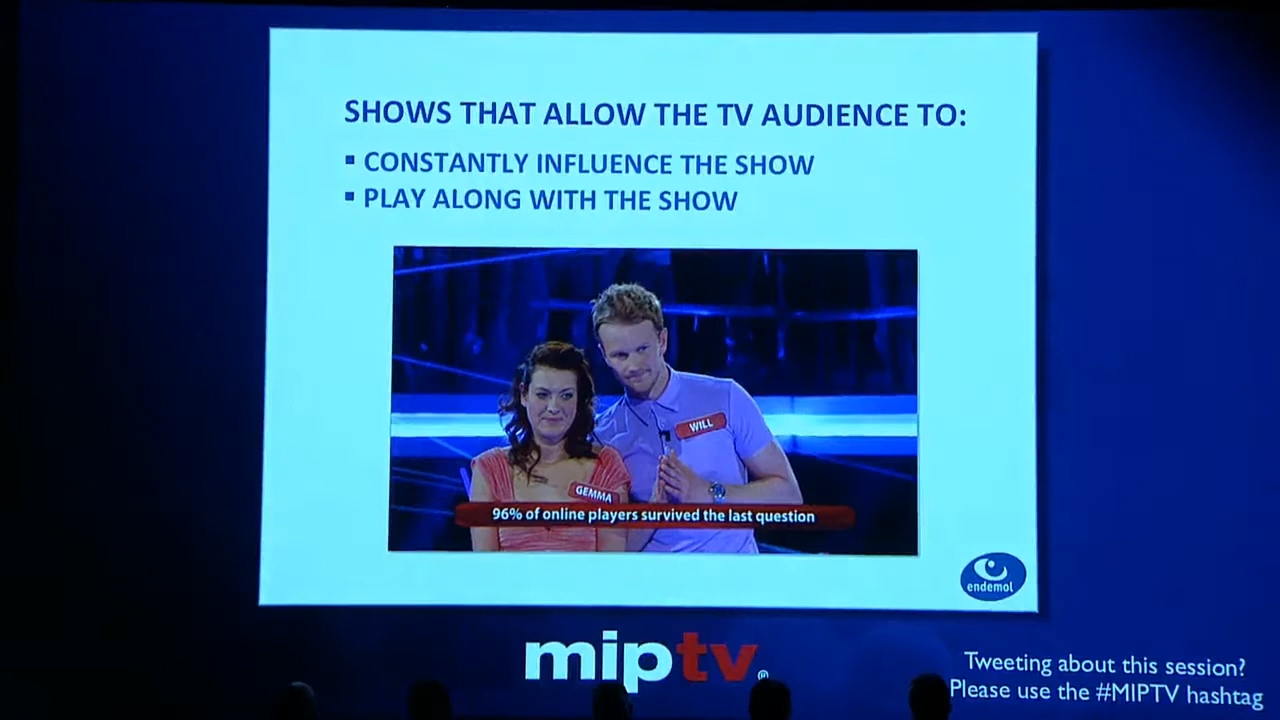 SHOWS THAT ALLOW THE TV AUDIENCE TO:
▪ CONSTANTLY INFLUENCE THE SHOW
▪ PLAY ALONG WITH THE SHOW
WILL
GEMMA
96% of online players survived the last question
endemol
miptv®
Tweeting about this session?
Please use the #MIPTV hashtag